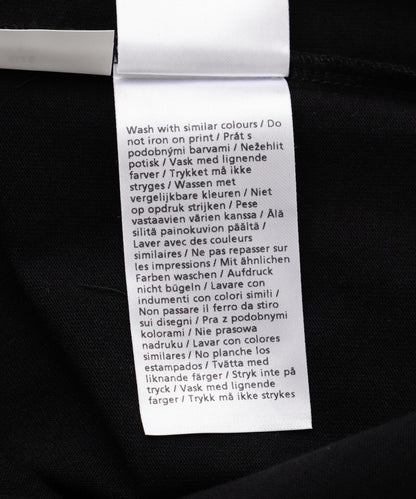 Wash with similar colours / Do
not iron on print / Prát s
podobnými barvami / Nežehlit
potisk / Vask med lignende
farver / Trykket må ikke
stryges / Wassen met
vergelijkbare kleuren / Niet
op opdruk strijken / Pese
vastaavien värien kanssa / Älä
silitä painokuvion päältä /
Laver avec des couleurs
similaires / Ne pas repasser sur
les impressions / Mit ähnlichen
Farben waschen / Aufdruck
nicht bügeln / Lavare con
indumenti con colori simili /
Non passare il ferro da stiro
sui disegni / Pra z podobnymi
kolorami / Nie prasowa
nadruku / Lavar con colores
similares / No planche los
estampados / Tvätta med
liknande färger / Stryk inte på
tryck / Vask med lignende
farger / Trykk må ikke strykes